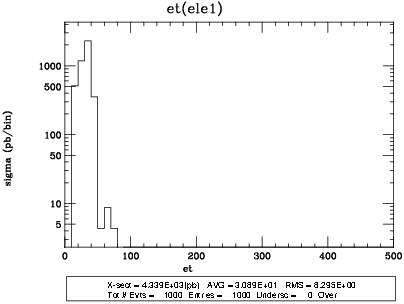 et(ele1)
sigma (pb/bin)
1000
500
100
50
10
5
0 100 200 300 400 500
et
X-sect = 4.339E+03(pb) AVG = 3.089E+01 RMS = 8.295E+00
Tot # Evts = 1000 Entries = 1000 Undersc = 0 Over